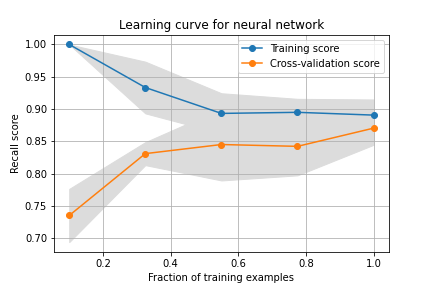 Learning curve for neural network
Training score
Cross-validation score
Recall score
1.00
0.95
0.90
0.85
0.80
0.75
0.70
0.2
0.4
0.6
0.8
1.0
Fraction of training examples